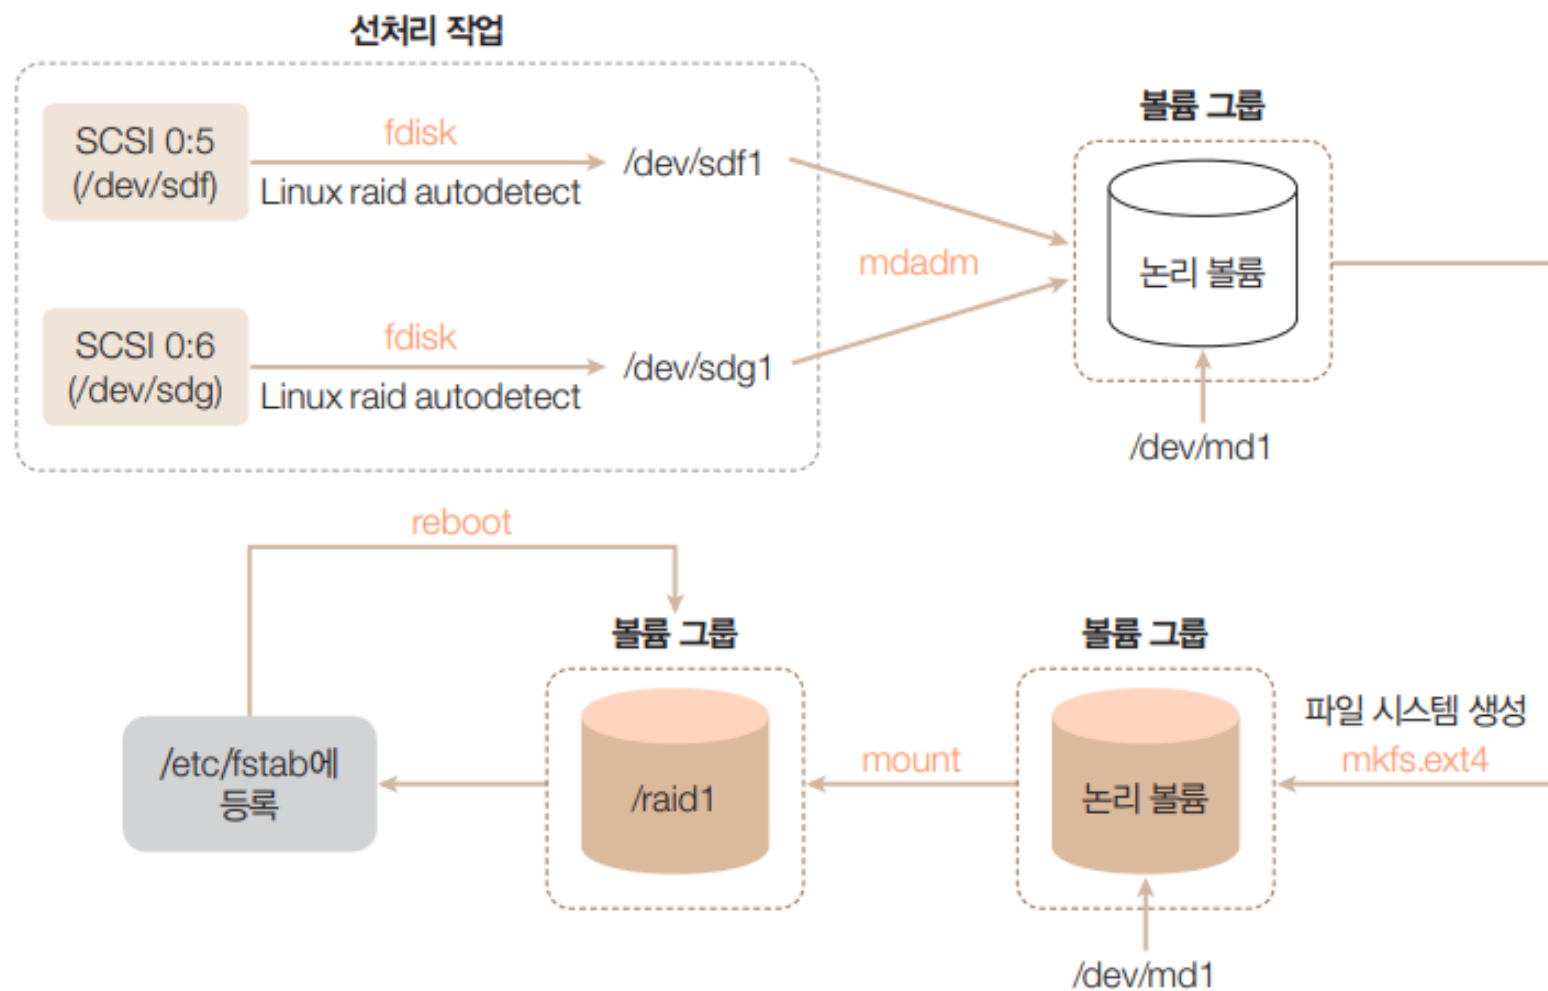 선처리 작업
SCSI 0:5
(/dev/sdf)
fdisk
Linux raid autodetect
/dev/sdf1
SCSI 0:6
(/dev/sdg)
fdisk
Linux raid autodetect
/dev/sdg1
mdadm
볼륨 그룹
논리 볼륨
/dev/md1
파일 시스템 생성
mkfs.ext4
볼륨 그룹
논리 볼륨
/dev/md1
mount
볼륨 그룹
/raid1
/etc/fstab에
등록
reboot